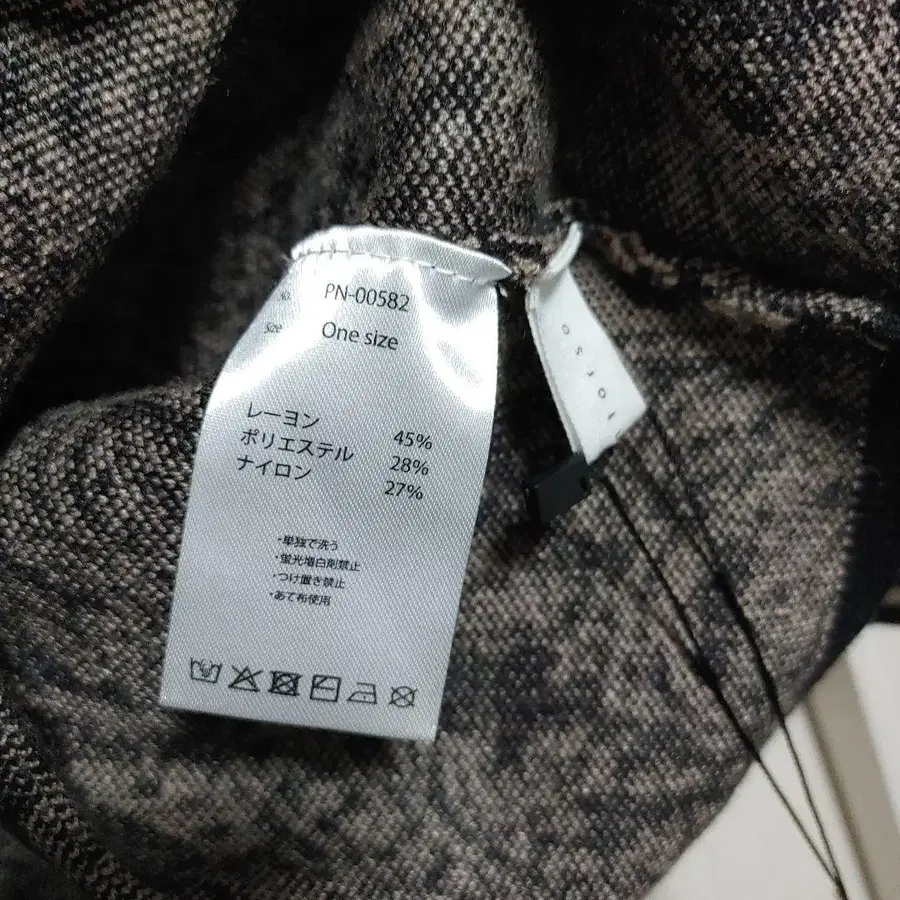 No. PN-00582
Size One size
レーヨン 45%
ポリエステル 28%
ナイロン 27%
・単独で洗う
・蛍光増白剤禁止
・つけ置き禁止
・あて布使用